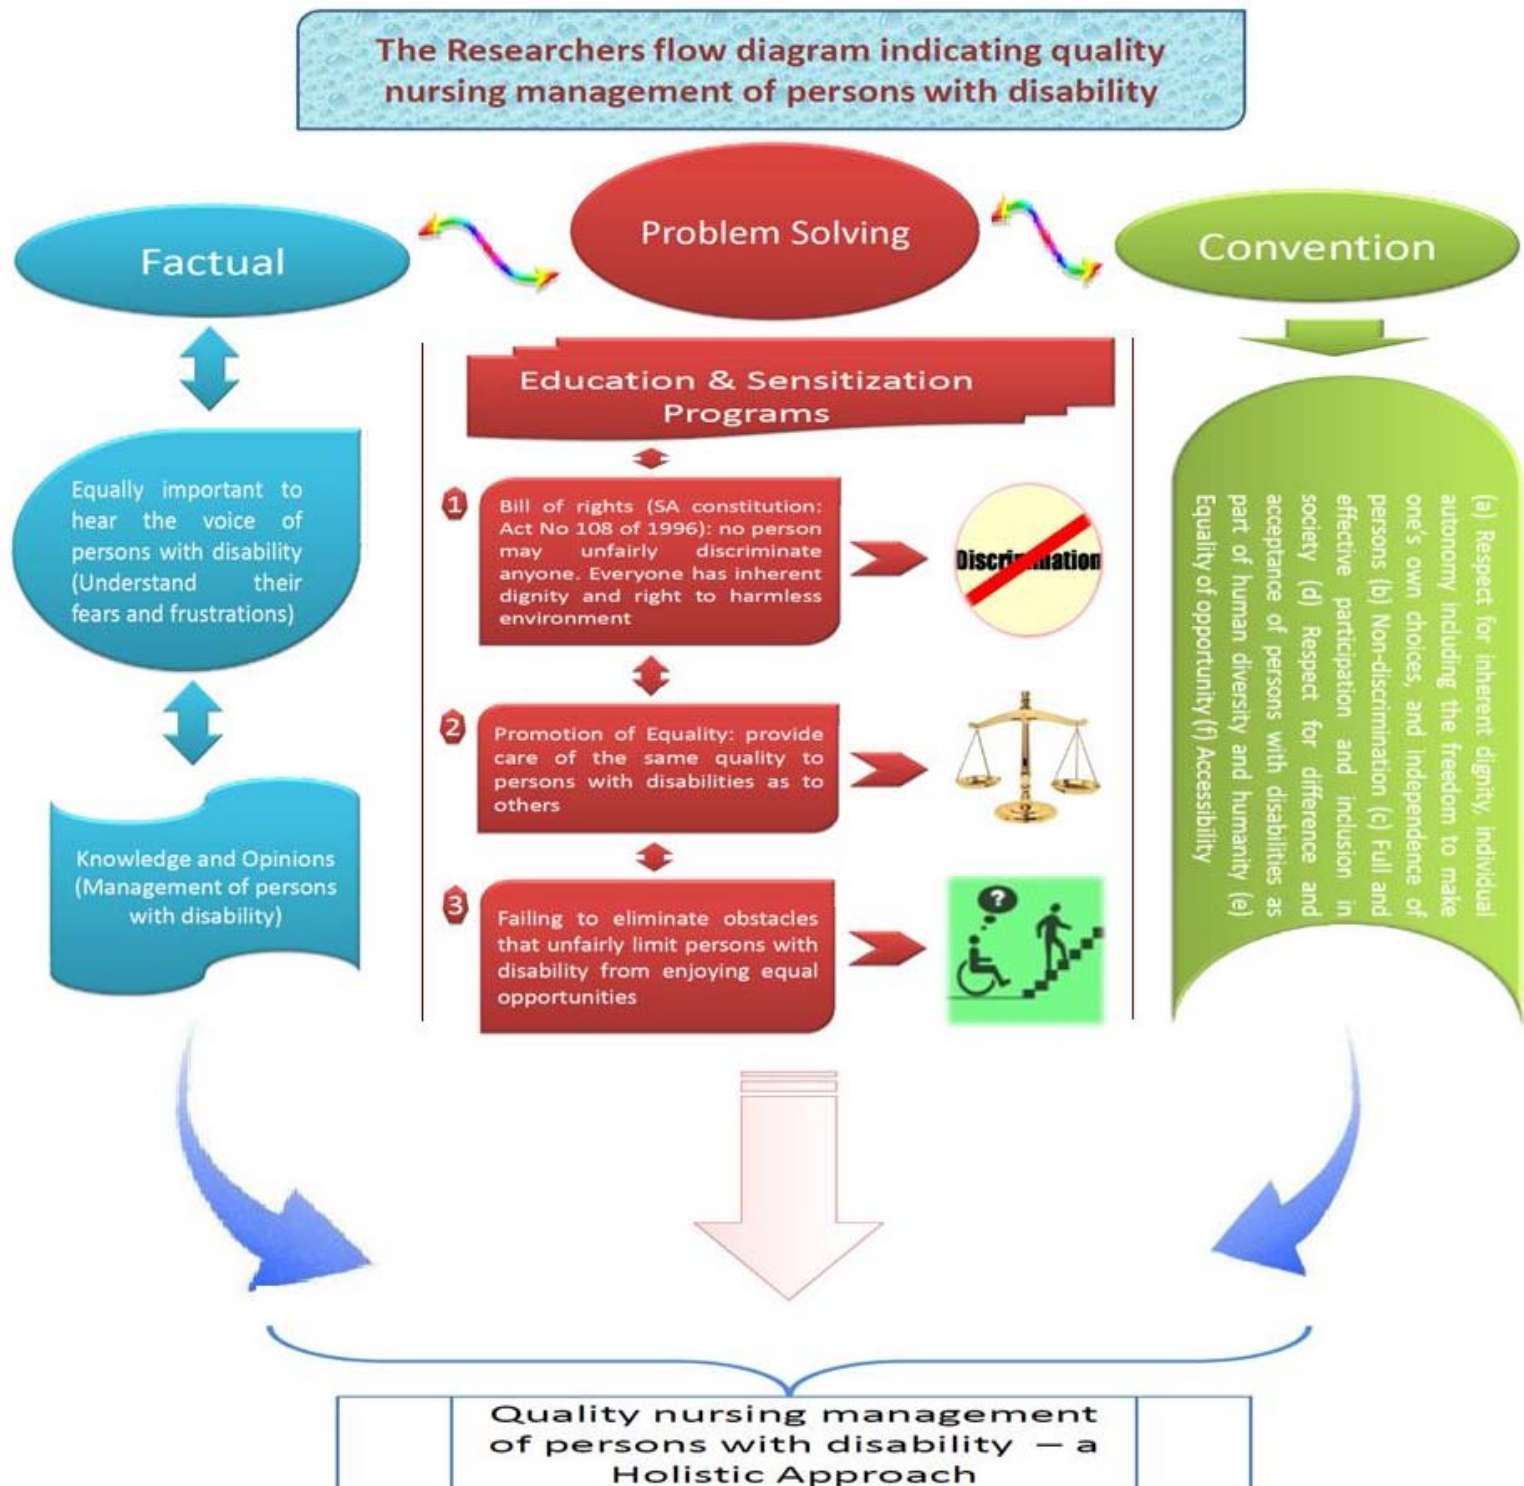 The Researchers flow diagram indicating quality
nursing management of persons with disability
Factual
Problem Solving
Convention
Equally important to
hear the voice of
persons with disability
(Understand their
fears and frustrations)
Knowledge and Opinions
(Management of persons
with disability)
Education & Sensitization
Programs
1
Bill of rights (SA constitution:
Act No 108 of 1996): no person
may unfairly discriminate
anyone. Everyone has inherent
dignity and right to harmless
environment
Discrimination
2
Promotion of Equality: provide
care of the same quality to
persons with disabilities as to
others
3
Failing to eliminate obstacles
that unfairly limit persons with
disability from enjoying equal
opportunities
?
(a) Respect for inherent dignity, individual
autonomy including the freedom to make
one's own choices, and independence of
persons (b) Non-discrimination (c) Full and
effective participation and inclusion in
society (d) Respect for difference and
acceptance of persons with disabilities as
part of human diversity and humanity (e)
Equality of opportunity (f) Accessibility
Quality nursing management
of persons with disability – a
Holistic Approach